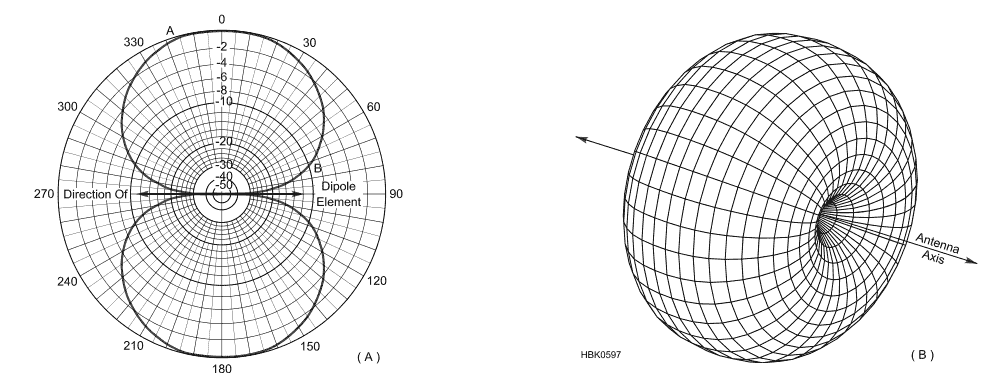 0
A
330
30
-2
-4
-6
-8
-10
300
60
-20
-30
-40
-50
B
270
Direction Of
Dipole
Element
90
240
120
210
150
180
( A )
Antenna
Axis
HBK0597
( B )